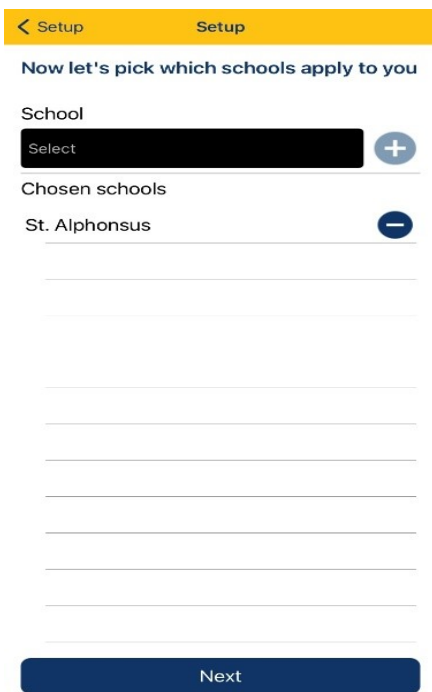 Setup Setup
Now let's pick which schools apply to you
School
Select
Chosen schools
St. Alphonsus
Next